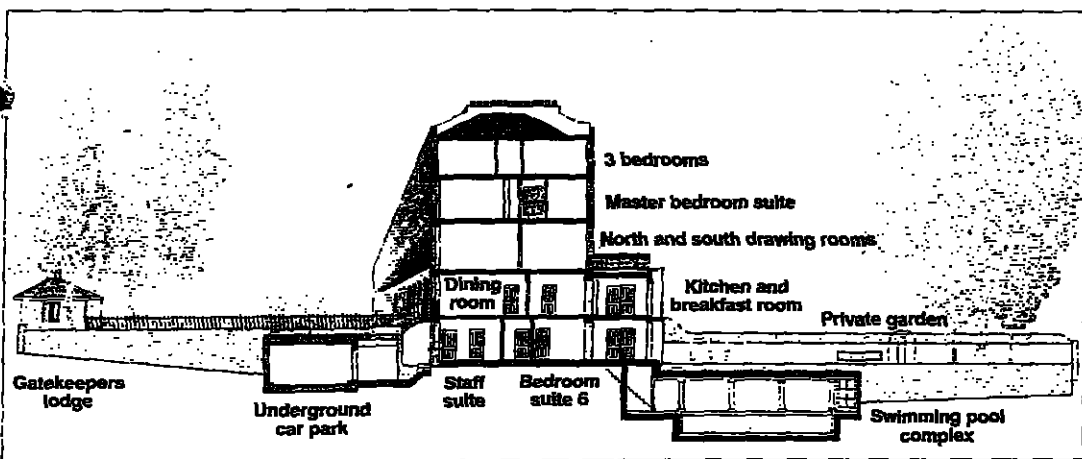 3 bedrooms
Master bedroom suite
North and south drawing rooms
Dining
room
Kitchen and
breakfast room
Private garden
Gatekeepers
lodge
Underground
car park
Staff
suite
Bedroom
suite 6
Swimming pool
complex